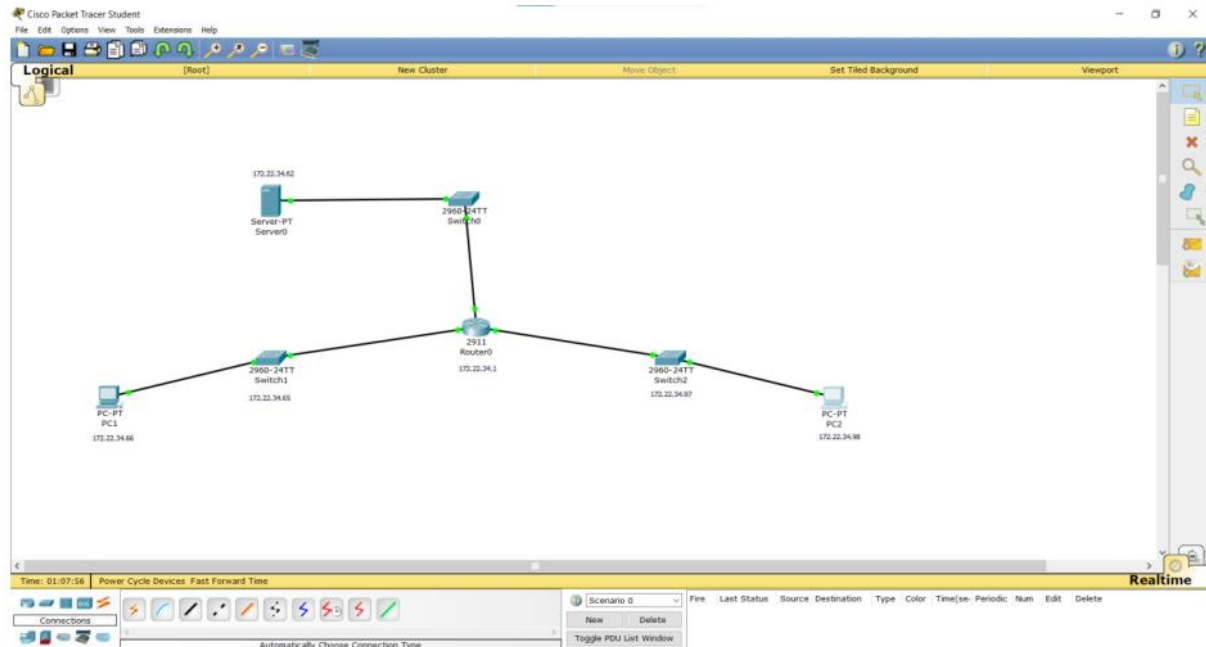 Cisco Packet Tracer Student
File Edit Options View Tools Extensions Help
Logical [Root] New Cluster Move Object Set Tiled Background Viewport
172.22.34.62
Server-PT
Server0
2960-24TT
Switch0
2911
Router0
172.22.34.1
2960-24TT
Switch1
172.22.34.65
2960-24TT
Switch2
172.22.34.97
PC-PT
PC1
172.22.34.66
PC-PT
PC2
172.22.34.98
Time: 01:07:56 Power Cycle Devices Fast Forward Time Realtime
Scenario 0 Fire Last Status Source Destination Type Color Time(se Periodic Num Edit Delete
Connections New Delete
Toggle PDU List Window
Automatically Choose Connection Type